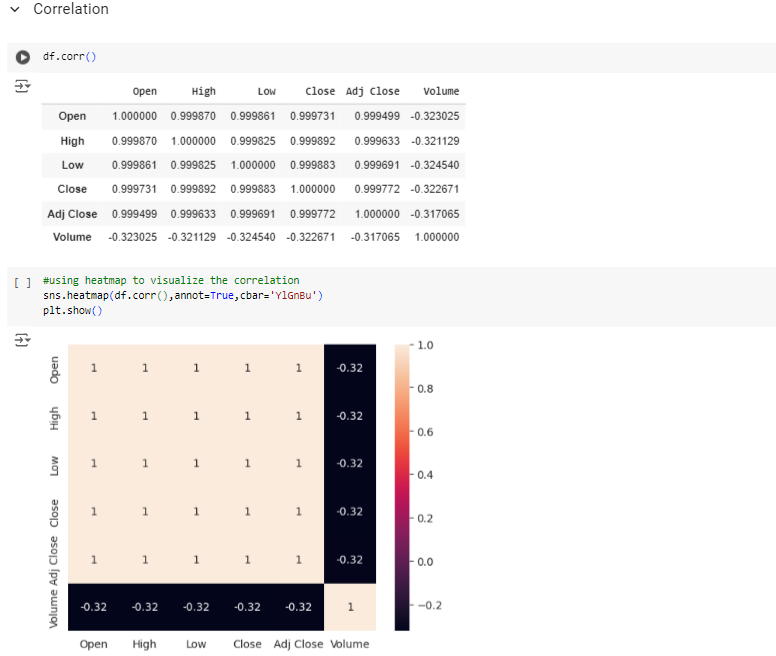 Correlation
df.corr()
Open High Low Close Adj Close Volume
Open 1.000000 0.999870 0.999861 0.999731 0.999499 -0.323025
High 0.999870 1.000000 0.999825 0.999892 0.999633 -0.321129
Low 0.999861 0.999825 1.000000 0.999883 0.999691 -0.324540
Close 0.999731 0.999892 0.999883 1.000000 0.999772 -0.322671
Adj Close 0.999499 0.999633 0.999691 0.999772 1.000000 -0.317065
Volume -0.323025 -0.321129 -0.324540 -0.322671 -0.317065 1.000000
[ ] #using heatmap to visualize the correlation
sns.heatmap(df.corr(),annot=True,cbar='YlGnBu')
plt.show()
Open 1 1 1 1 1 -0.32
High 1 1 1 1 1 -0.32
Low 1 1 1 1 1 -0.32
Close 1 1 1 1 1 -0.32
Adj Close 1 1 1 1 1 -0.32
Volume -0.32 -0.32 -0.32 -0.32 -0.32 1
Open High Low Close Adj Close Volume
1.0
0.8
0.6
0.4
0.2
0.0
−0.2